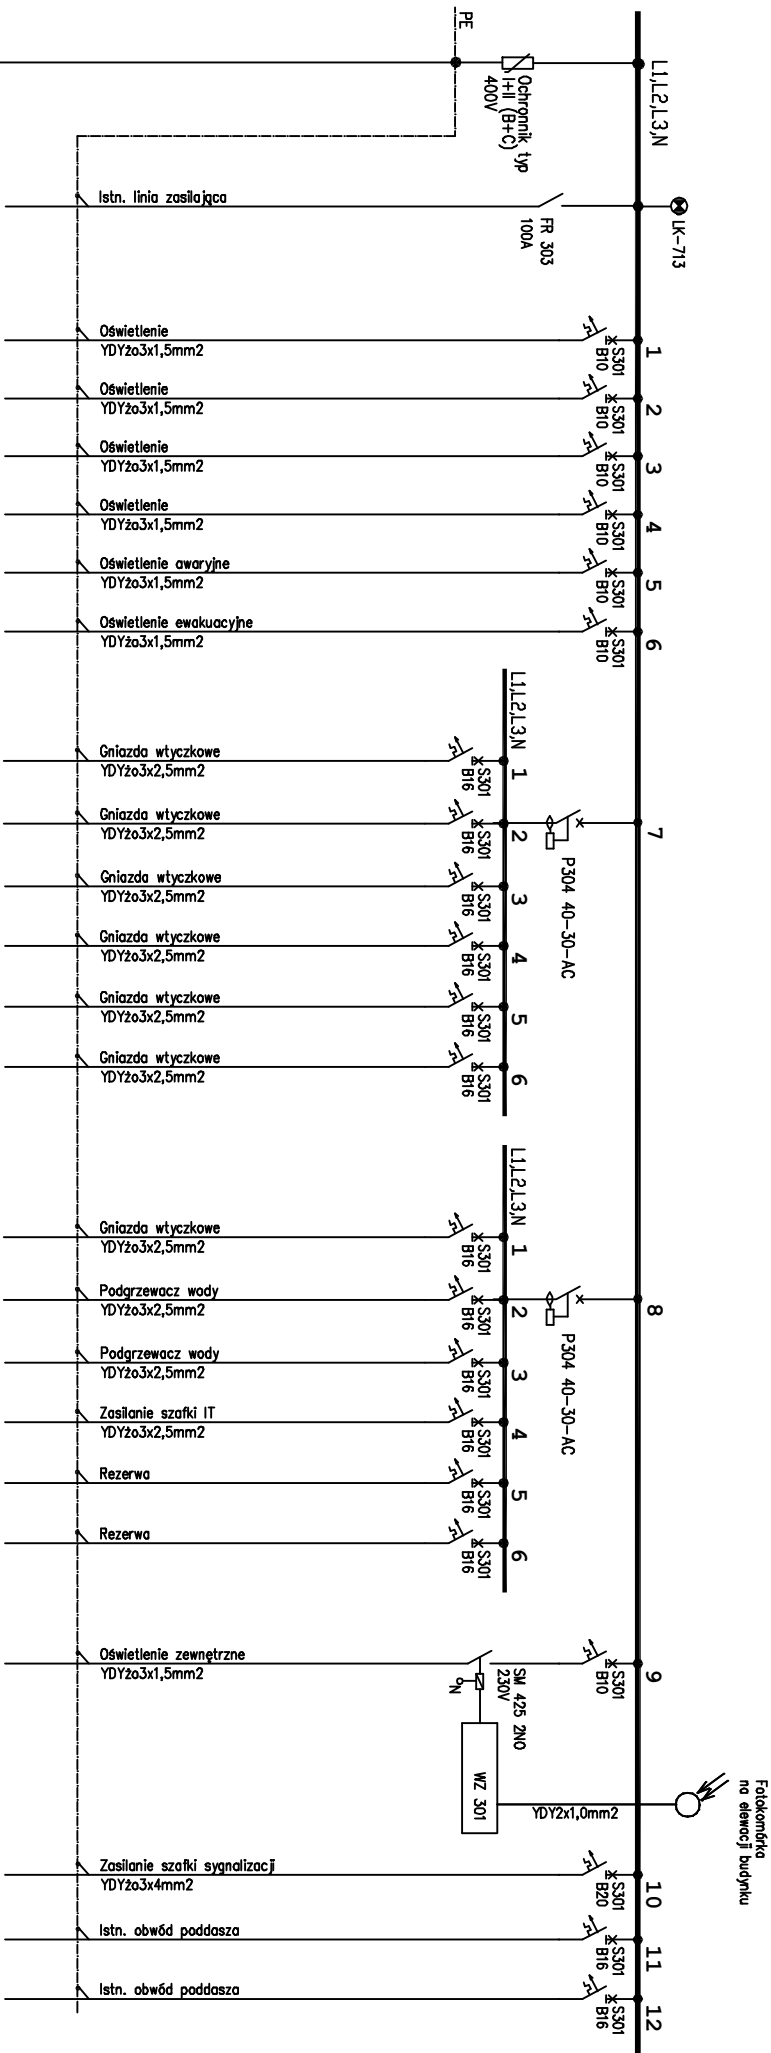 PE
L1,L2,L3,N
Ochronnik typ
I+II (B+C)
400V
Istn. linia zasilająca
FR 303
100A
LK-713
Oświetlenie
YDYżo3x1,5mm2
S301
B10
1
Oświetlenie
YDYżo3x1,5mm2
S301
B10
2
Oświetlenie
YDYżo3x1,5mm2
S301
B10
3
Oświetlenie
YDYżo3x1,5mm2
S301
B10
4
Oświetlenie awaryjne
YDYżo3x1,5mm2
S301
B10
5
Oświetlenie ewakuacyjne
YDYżo3x1,5mm2
S301
B10
6
L1,L2,L3,N
Gniazda wtyczkowe
YDYżo3x2,5mm2
S301
B16
1
Gniazda wtyczkowe
YDYżo3x2,5mm2
S301
B16
2
P304 40-30-AC
7
Gniazda wtyczkowe
YDYżo3x2,5mm2
S301
B16
3
Gniazda wtyczkowe
YDYżo3x2,5mm2
S301
B16
4
Gniazda wtyczkowe
YDYżo3x2,5mm2
S301
B16
5
Gniazda wtyczkowe
YDYżo3x2,5mm2
S301
B16
6
L1,L2,L3,N
Gniazda wtyczkowe
YDYżo3x2,5mm2
S301
B16
1
Podgrzewacz wody
YDYżo3x2,5mm2
S301
B16
2
P304 40-30-AC
8
Podgrzewacz wody
YDYżo3x2,5mm2
S301
B16
3
Zasilanie szafki IT
YDYżo3x2,5mm2
S301
B16
4
Rezerwa
S301
B16
5
Rezerwa
S301
B16
6
Oświetlenie zewnętrzne
YDYżo3x1,5mm2
N
SM 425 2NO
230V
S301
B10
9
WZ 301
YDY2x1,0mm2
Fotokomórka
na elewacji budynku
Zasilanie szafki sygnalizacji
YDYżo3x4mm2
S301
B20
10
Istn. obwód poddasza
S301
B16
11
Istn. obwód poddasza
S301
B16
12